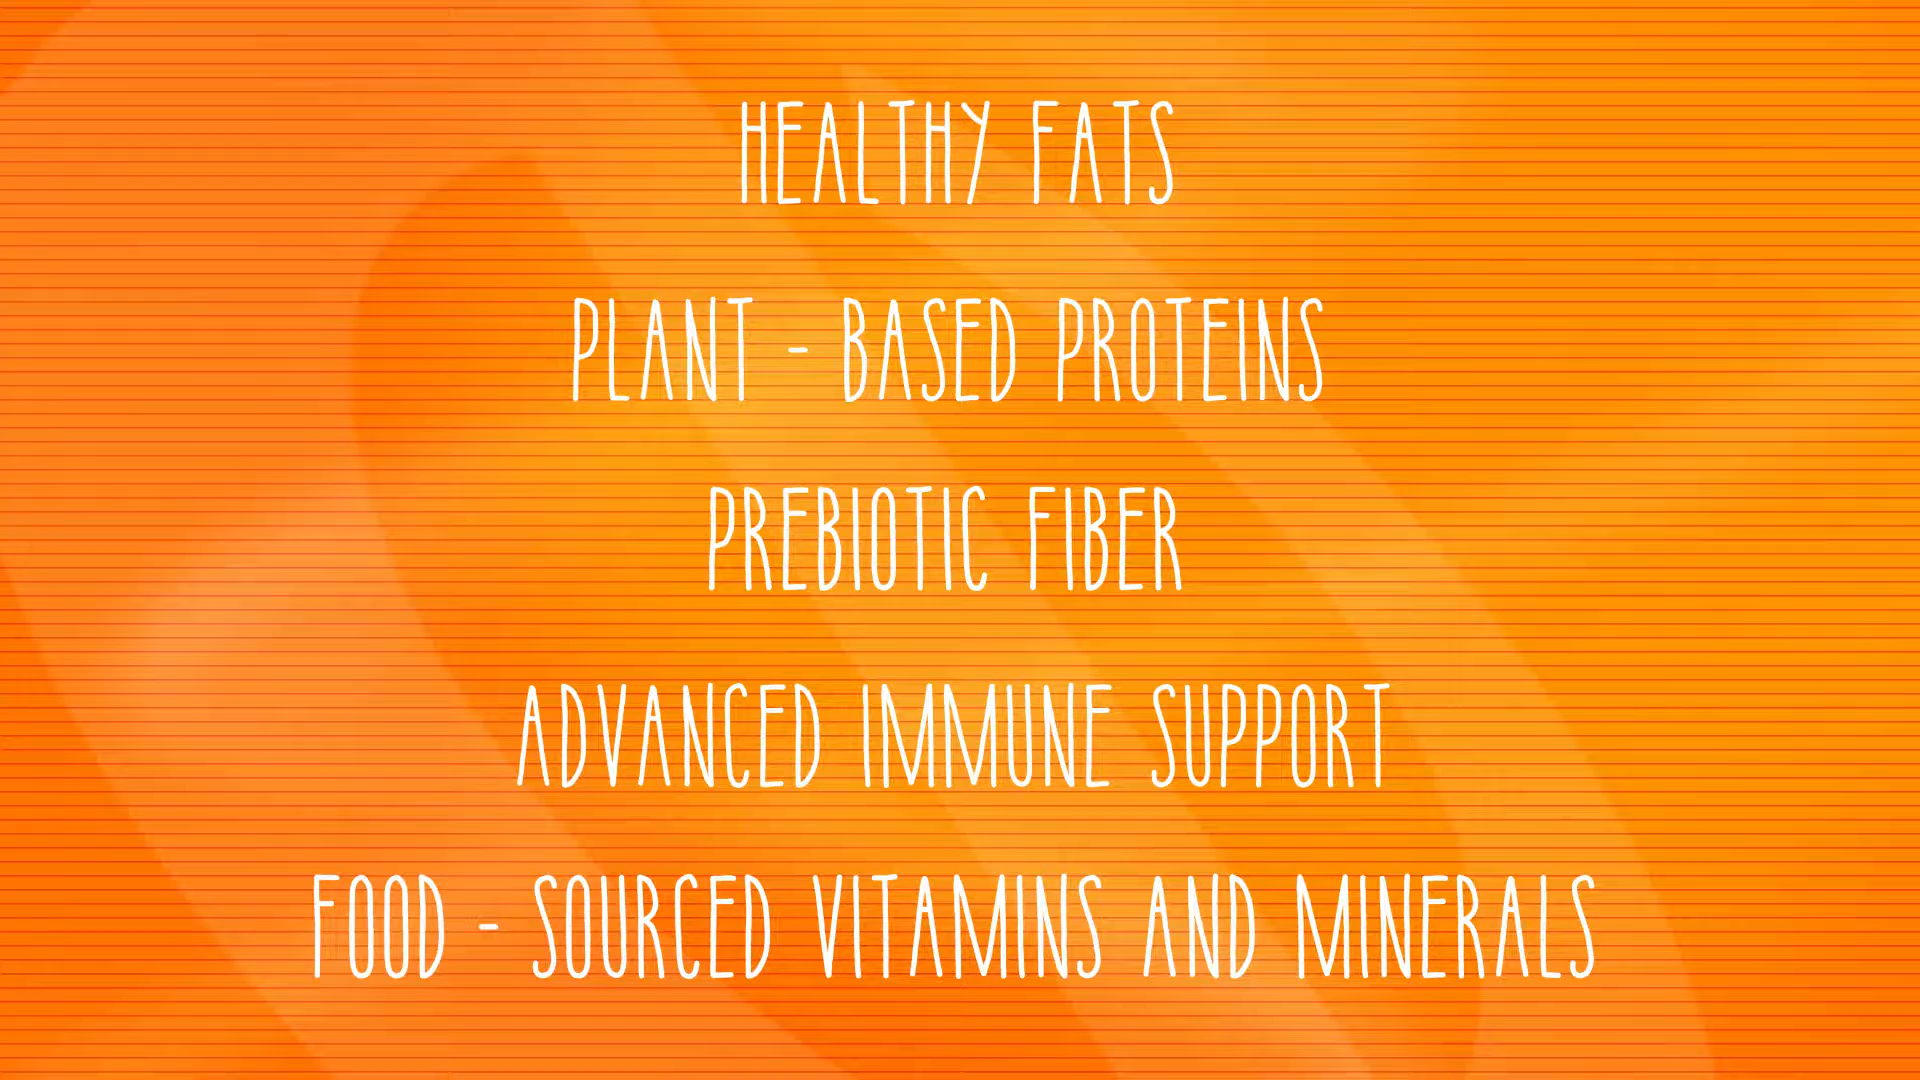 HEALTHY FATS
PLANT - BASED PROTEINS
PREBIOTIC FIBER
ADVANCED IMMUNE SUPPORT
FOOD - SOURCED VITAMINS AND MINERALS